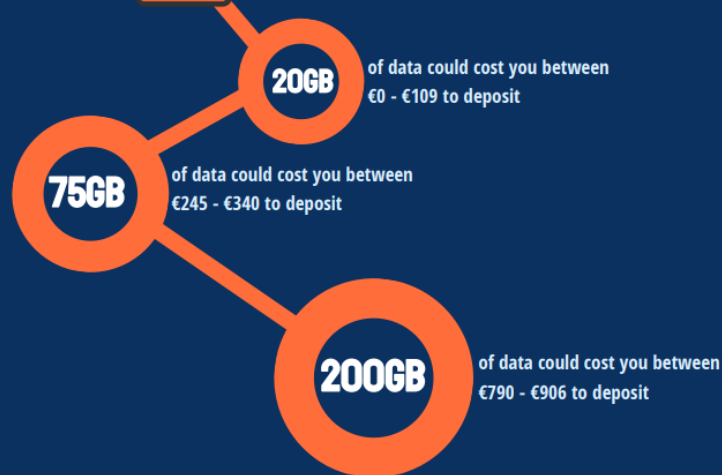 20GB
of data could cost you between
€0 - €109 to deposit
75GB
of data could cost you between
€245 - €340 to deposit
200GB
of data could cost you between
€790 - €906 to deposit